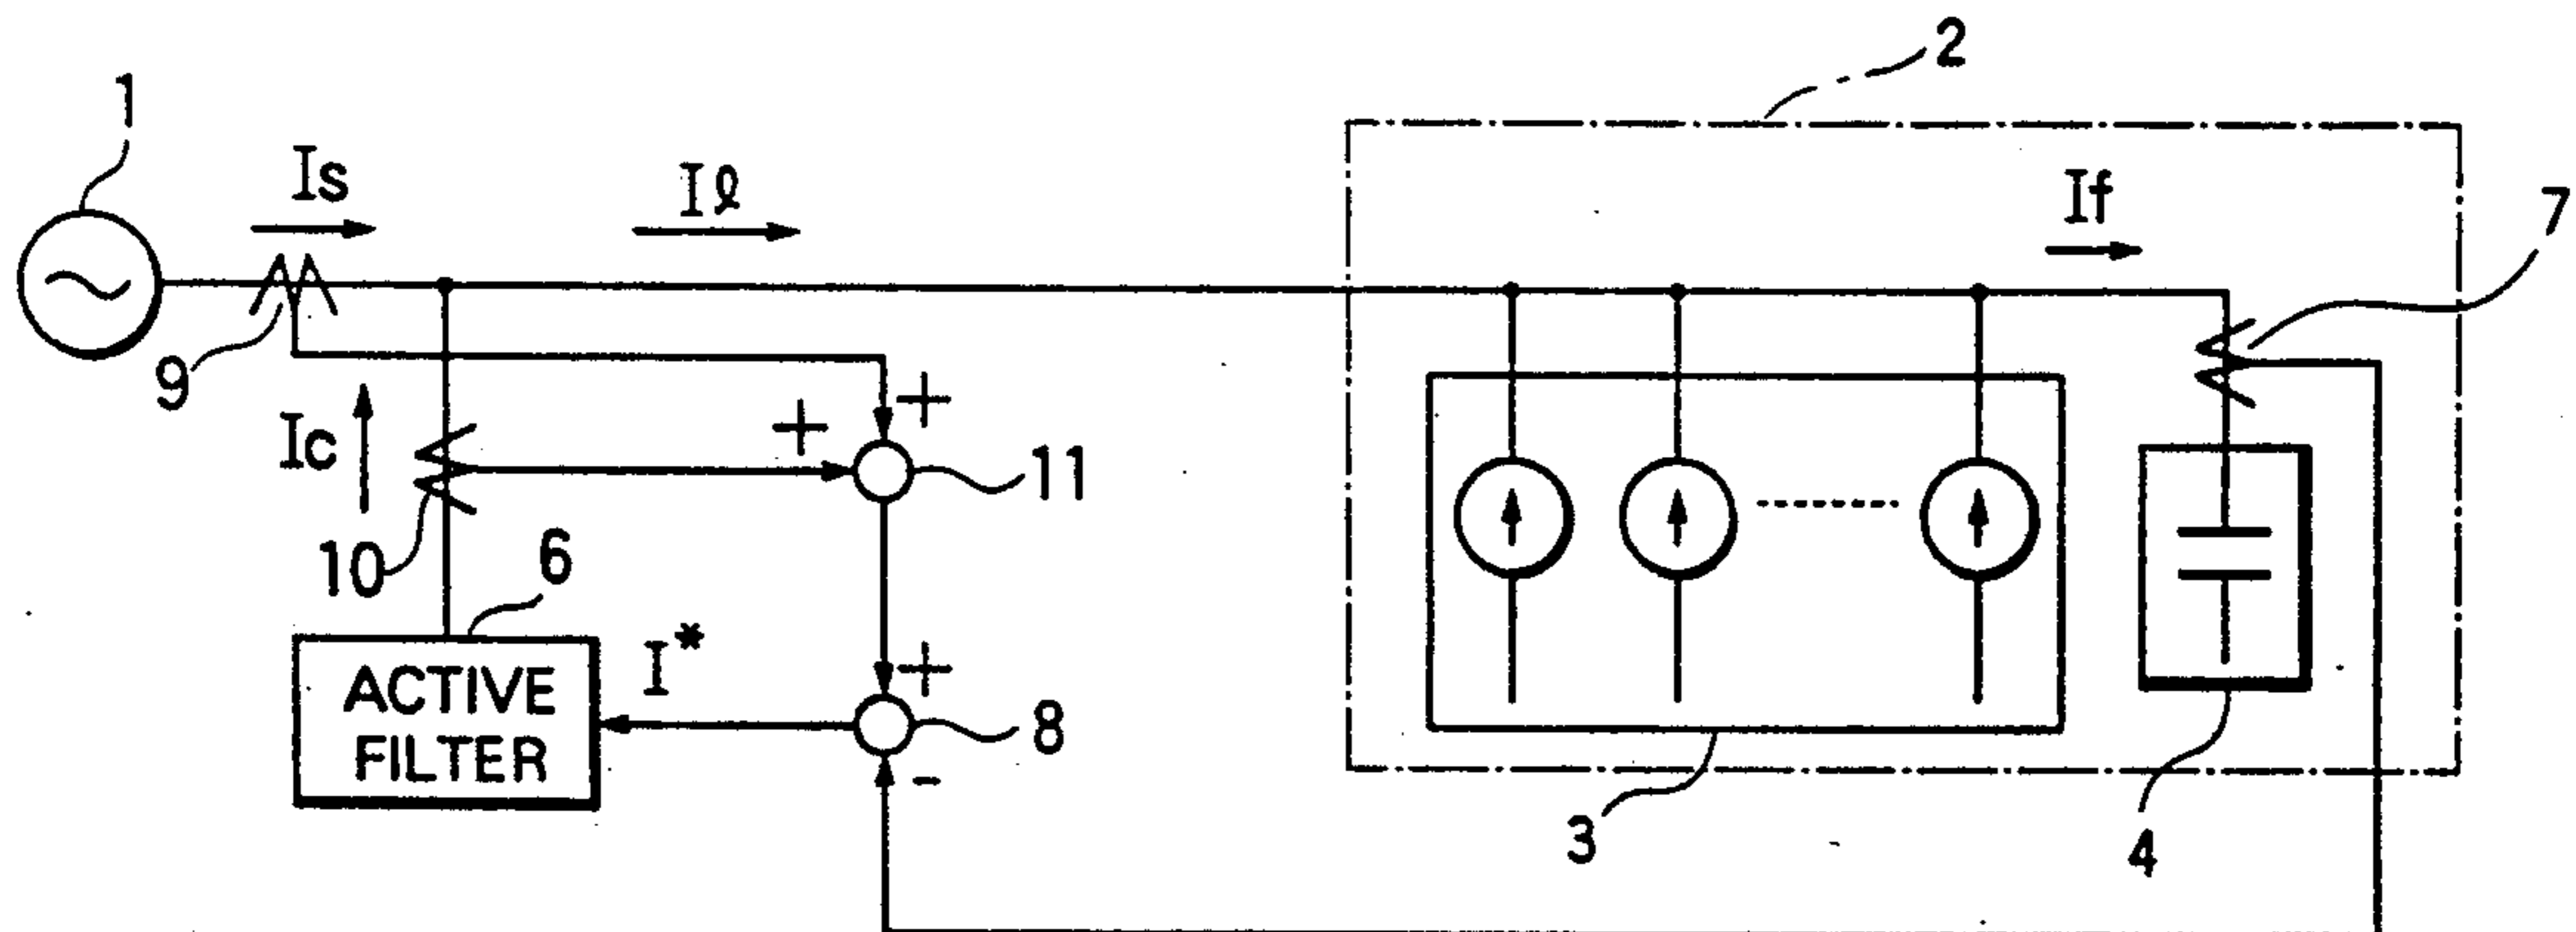 1
2
Is
Iℓ
If
7
9
+
+
Ic
11
10
6
ACTIVE
FILTER
I*
+
8
-
3
4